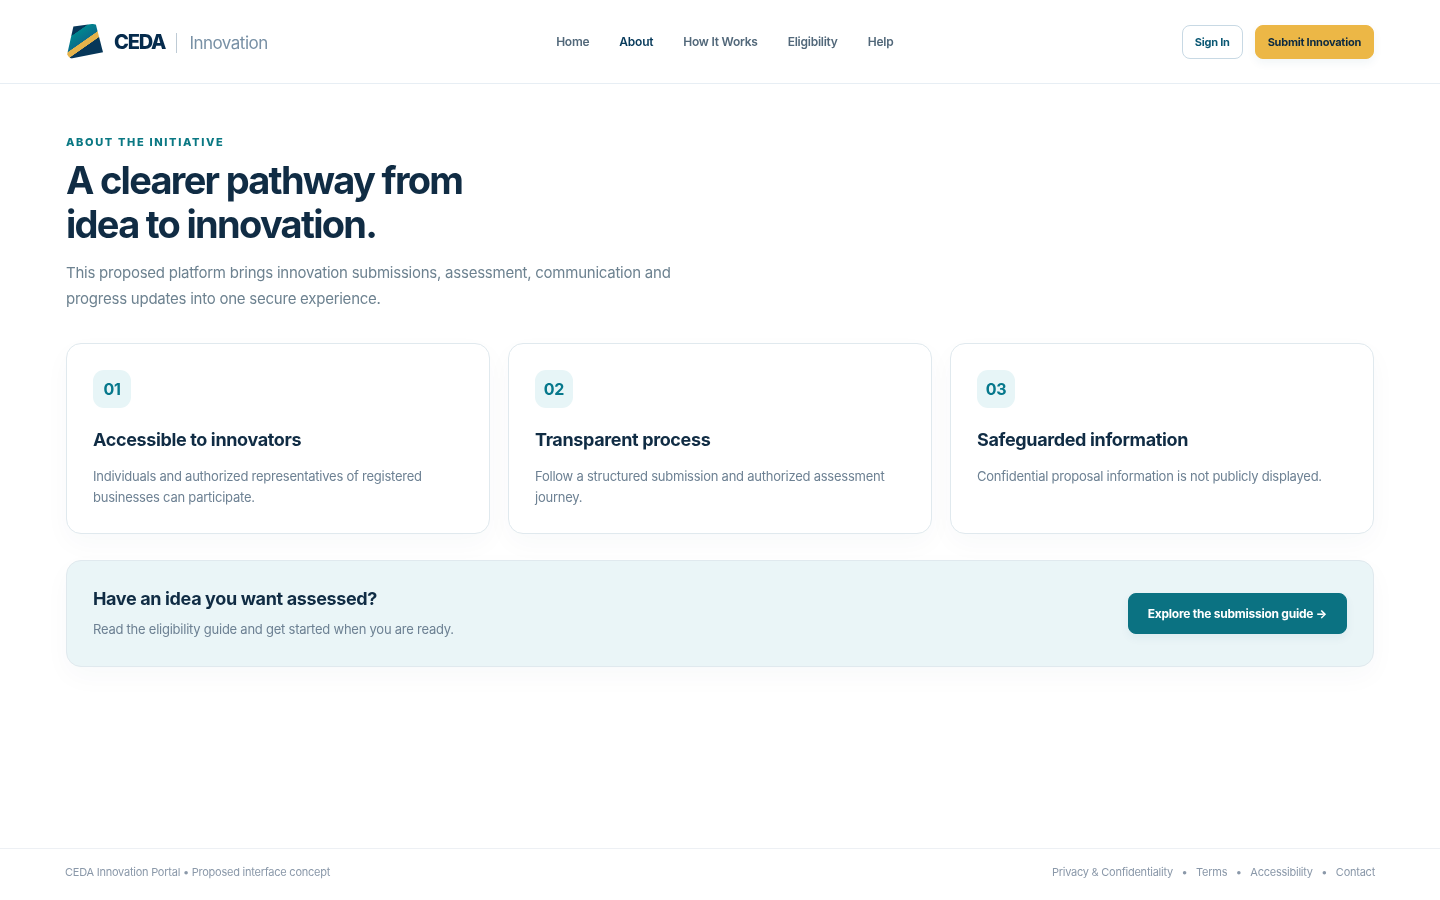 CEDA | Innovation
Home About How It Works Eligibility Help
Sign In Submit Innovation
ABOUT THE INITIATIVE
A clearer pathway from
idea to innovation.
This proposed platform brings innovation submissions, assessment, communication and
progress updates into one secure experience.
01
Accessible to innovators
Individuals and authorized representatives of registered
businesses can participate.
02
Transparent process
Follow a structured submission and authorized assessment
journey.
03
Safeguarded information
Confidential proposal information is not publicly displayed.
Have an idea you want assessed?
Read the eligibility guide and get started when you are ready.
Explore the submission guide →
CEDA Innovation Portal • Proposed interface concept
Privacy & Confidentiality • Terms • Accessibility • Contact